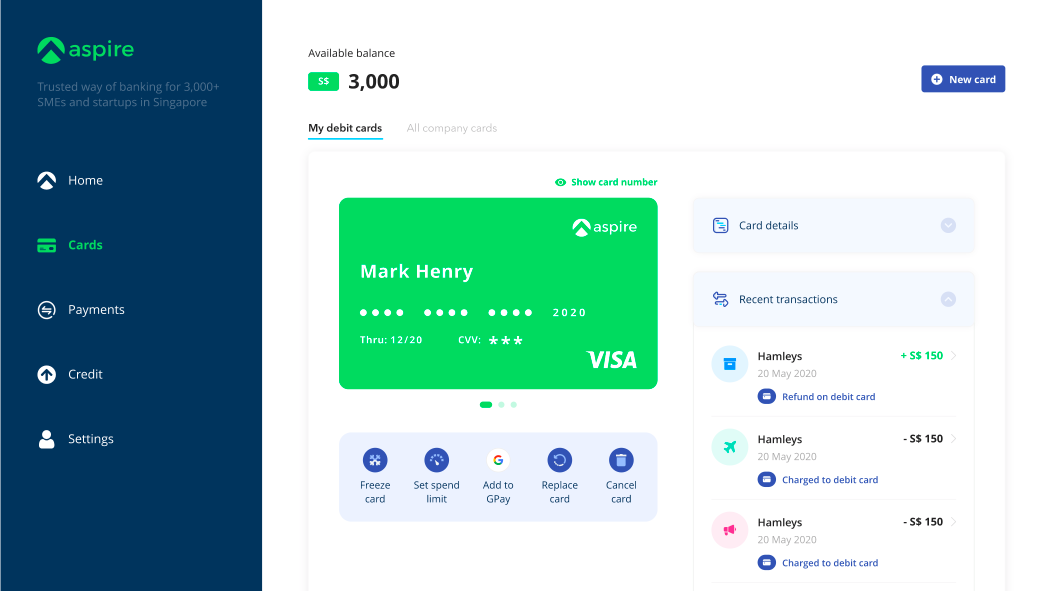 aspire
Trusted way of banking for 3,000+
SMEs and startups in Singapore
Home
Cards
Payments
Credit
Settings
Available balance
S$ 3,000
New card
My debit cards
All company cards
Show card number
aspire
Mark Henry
2020
Thru: 12/20
CVV: ***
VISA
Freeze
card
Set spend
limit
Add to
GPay
Replace
card
Cancel
card
Card details
Recent transactions
Hamleys
+ S$ 150
20 May 2020
Refund on debit card
Hamleys
- S$ 150
20 May 2020
Charged to debit card
Hamleys
- S$ 150
20 May 2020
Charged to debit card